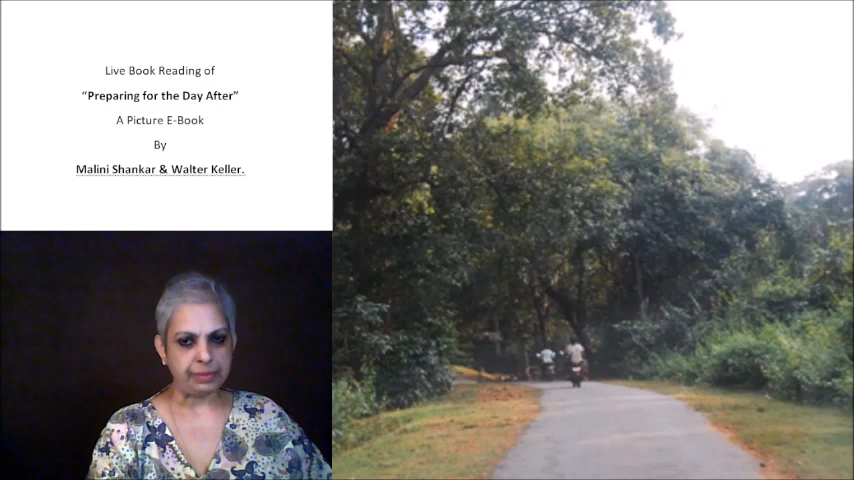 Live Book Reading of
“Preparing for the Day After”
A Picture E-Book
By
Malini Shankar & Walter Keller.